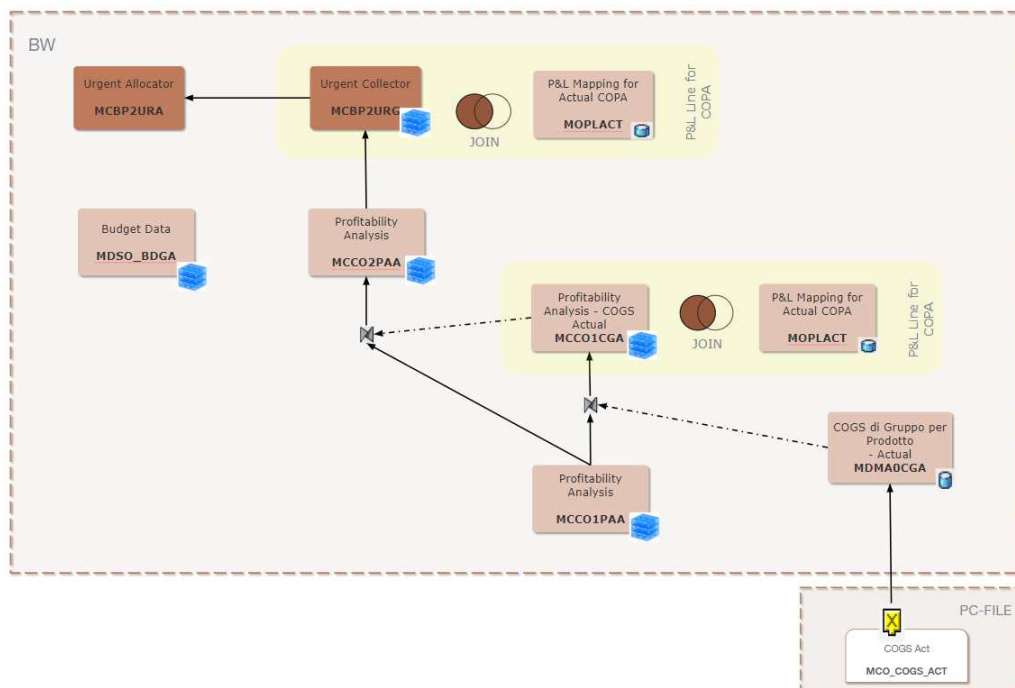 BW
Urgent Allocator
MCBP2URA
Urgent Collector
MCBP2URG
JOIN
P&L Mapping for
Actual COPA
MOPLACT
P&L Line for
COPA
Budget Data
MDSO_BDGA
Profitability
Analysis
MCCO2PAA
Profitability
Analysis - COGS
Actual
MCCO1CGA
JOIN
P&L Mapping for
Actual COPA
MOPLACT
P&L Line for
COPA
COGS di Gruppo per
Prodotto
- Actual
MDMA0CGA
Profitability
Analysis
MCCO1PAA
PC-FILE
X
COGS Act
MCO_COGS_ACT